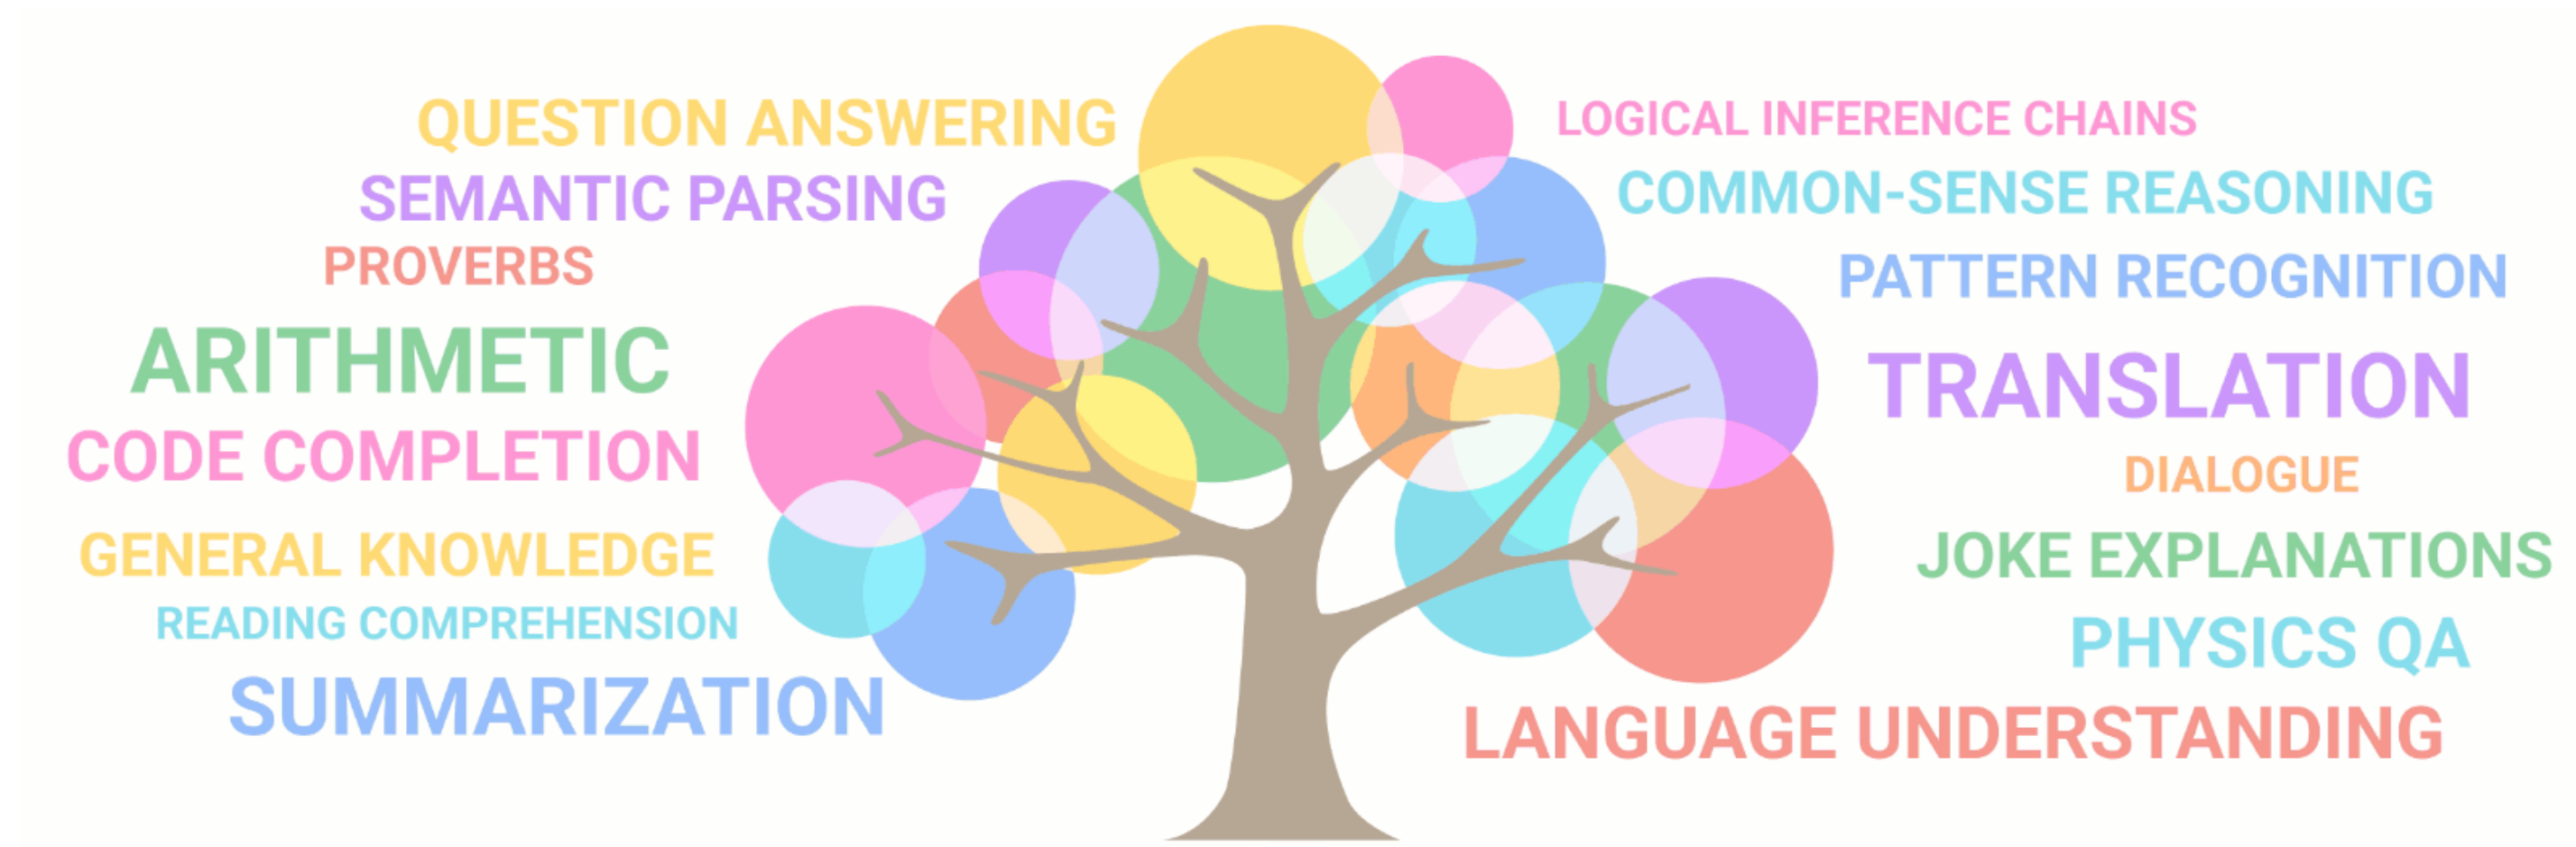 QUESTION ANSWERING
SEMANTIC PARSING
PROVERBS
ARITHMETIC
CODE COMPLETION
GENERAL KNOWLEDGE
READING COMPREHENSION
SUMMARIZATION
LOGICAL INFERENCE CHAINS
COMMON-SENSE REASONING
PATTERN RECOGNITION
TRANSLATION
DIALOGUE
JOKE EXPLANATIONS
PHYSICS QA
LANGUAGE UNDERSTANDING